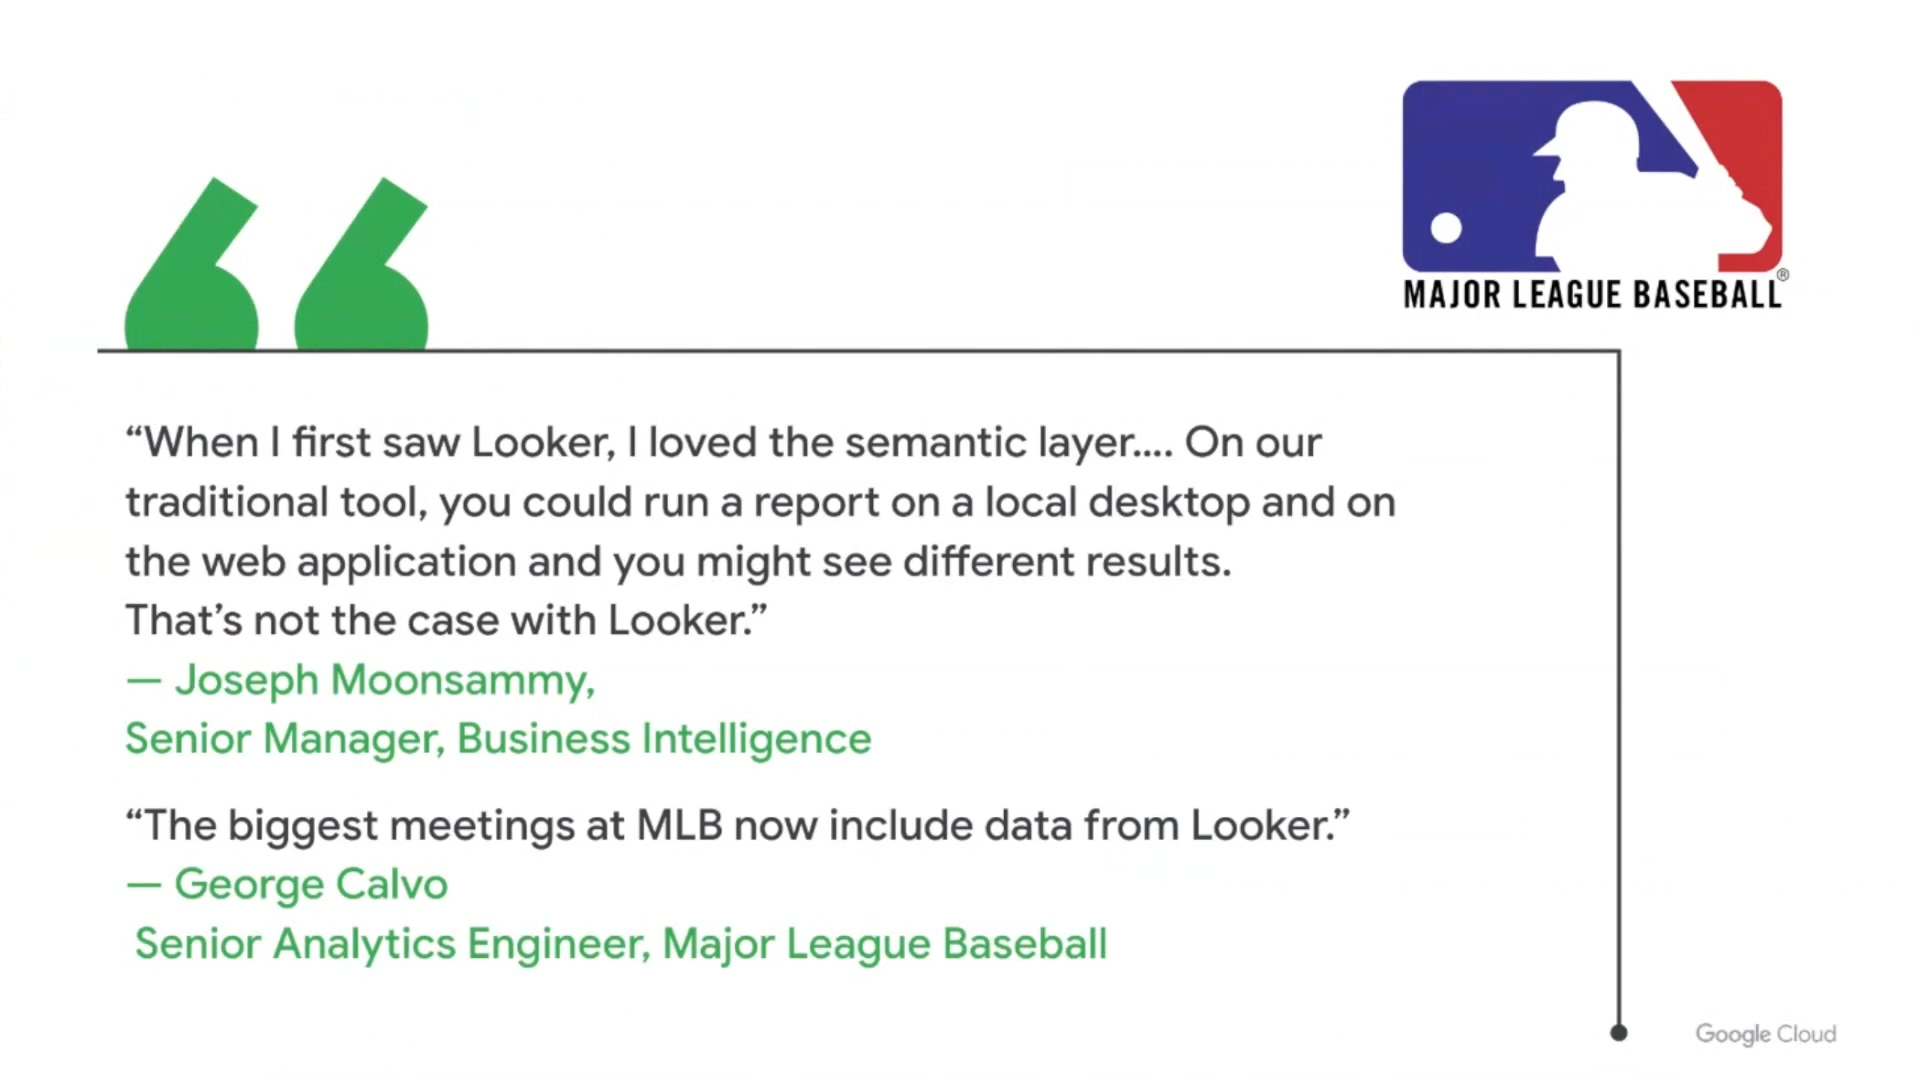 MAJOR LEAGUE BASEBALL®
“When I first saw Looker, I loved the semantic layer.... On our
traditional tool, you could run a report on a local desktop and on
the web application and you might see different results.
That’s not the case with Looker.”
— Joseph Moonsammy,
Senior Manager, Business Intelligence
“The biggest meetings at MLB now include data from Looker.”
— George Calvo
Senior Analytics Engineer, Major League Baseball
Google Cloud